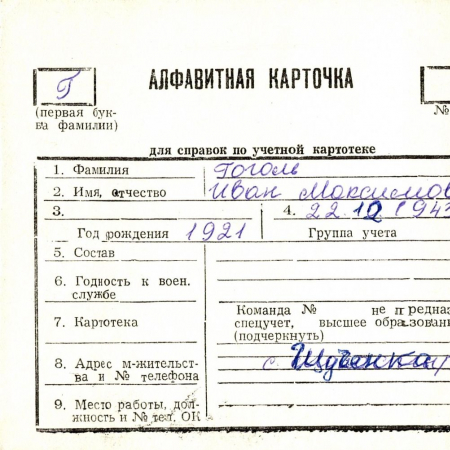 Г
АЛФАВИТНАЯ КАРТОЧКА
№
(первая бук-
ва фамилии)
для справок по учетной картотеке
1. Фамилия Гоголь
2. Имя, отчество Иван Максимов
3. 4. 22.12.194
Год рождения 1921 Группа учета
5. Состав
6. Годность к воен.
службе
Команда № не предназ
7. Картотека спецучет, высшее образовани
(подчеркнуть)
8. Адрес м-жительст-
ва и № телефона с.
9. Место работы, дол-
жность и № тел. ОК